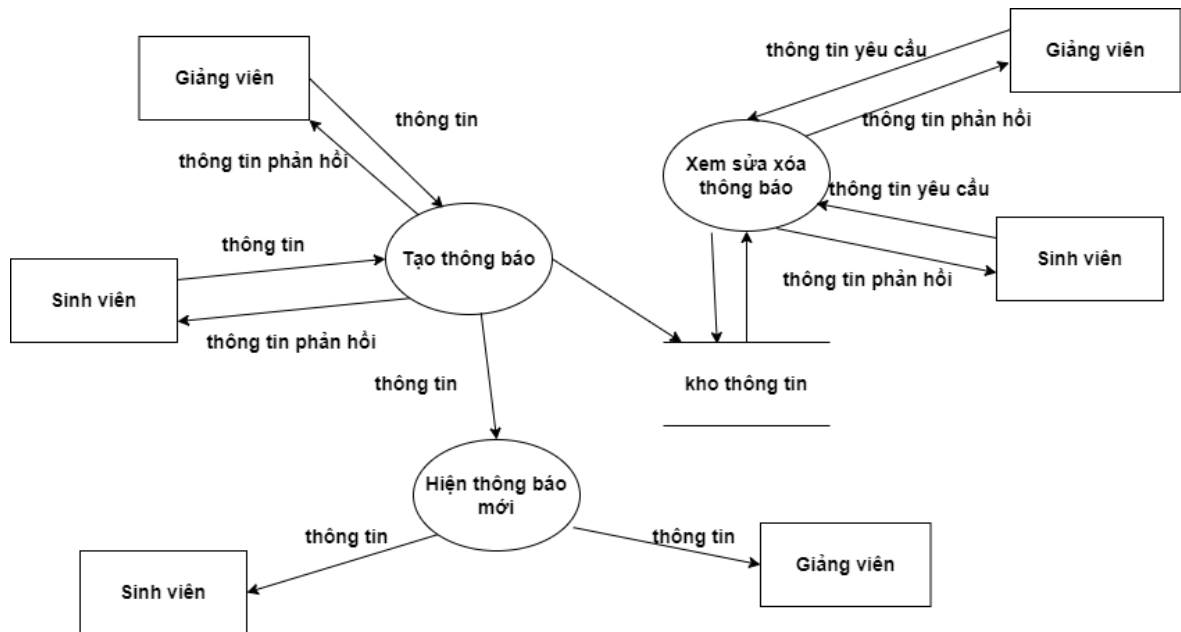 Giảng viên
thông tin
thông tin phản hồi
thông tin yêu cầu
Giảng viên
thông tin phản hồi
Xem sửa xóa
thông báo
thông tin yêu cầu
Sinh viên
thông tin phản hồi
thông tin
Tạo thông báo
Sinh viên
thông tin phản hồi
thông tin
kho thông tin
Hiện thông báo
mới
thông tin
thông tin
Sinh viên
Giảng viên